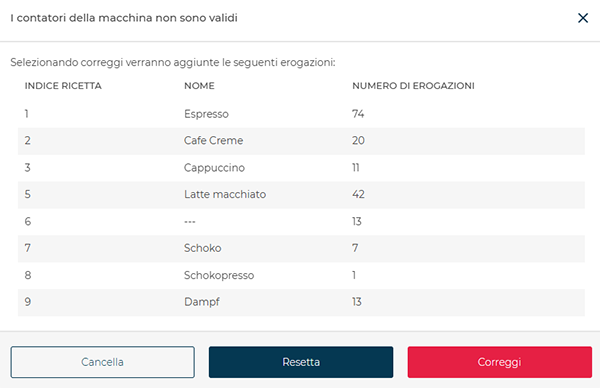 I contatori della macchina non sono validi
Selezionando correggi verranno aggiunte le seguenti erogazioni:
INDICE RICETTA NOME NUMERO DI EROGAZIONI
1 Espresso 74
2 Cafe Creme 20
3 Cappuccino 11
5 Latte macchiato 42
6 --- 13
7 Schoko 7
8 Schokopresso 1
9 Dampf 13
Cancella Resetta Correggi